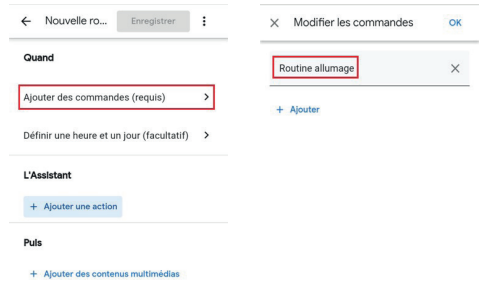 Nouvelle ro...
Enregistrer
Quand
Ajouter des commandes (requis)
Définir une heure et un jour (facultatif)
L'Assistant
+ Ajouter une action
Puis
+ Ajouter des contenus multimédias
Modifier les commandes
OK
Routine allumage
+ Ajouter